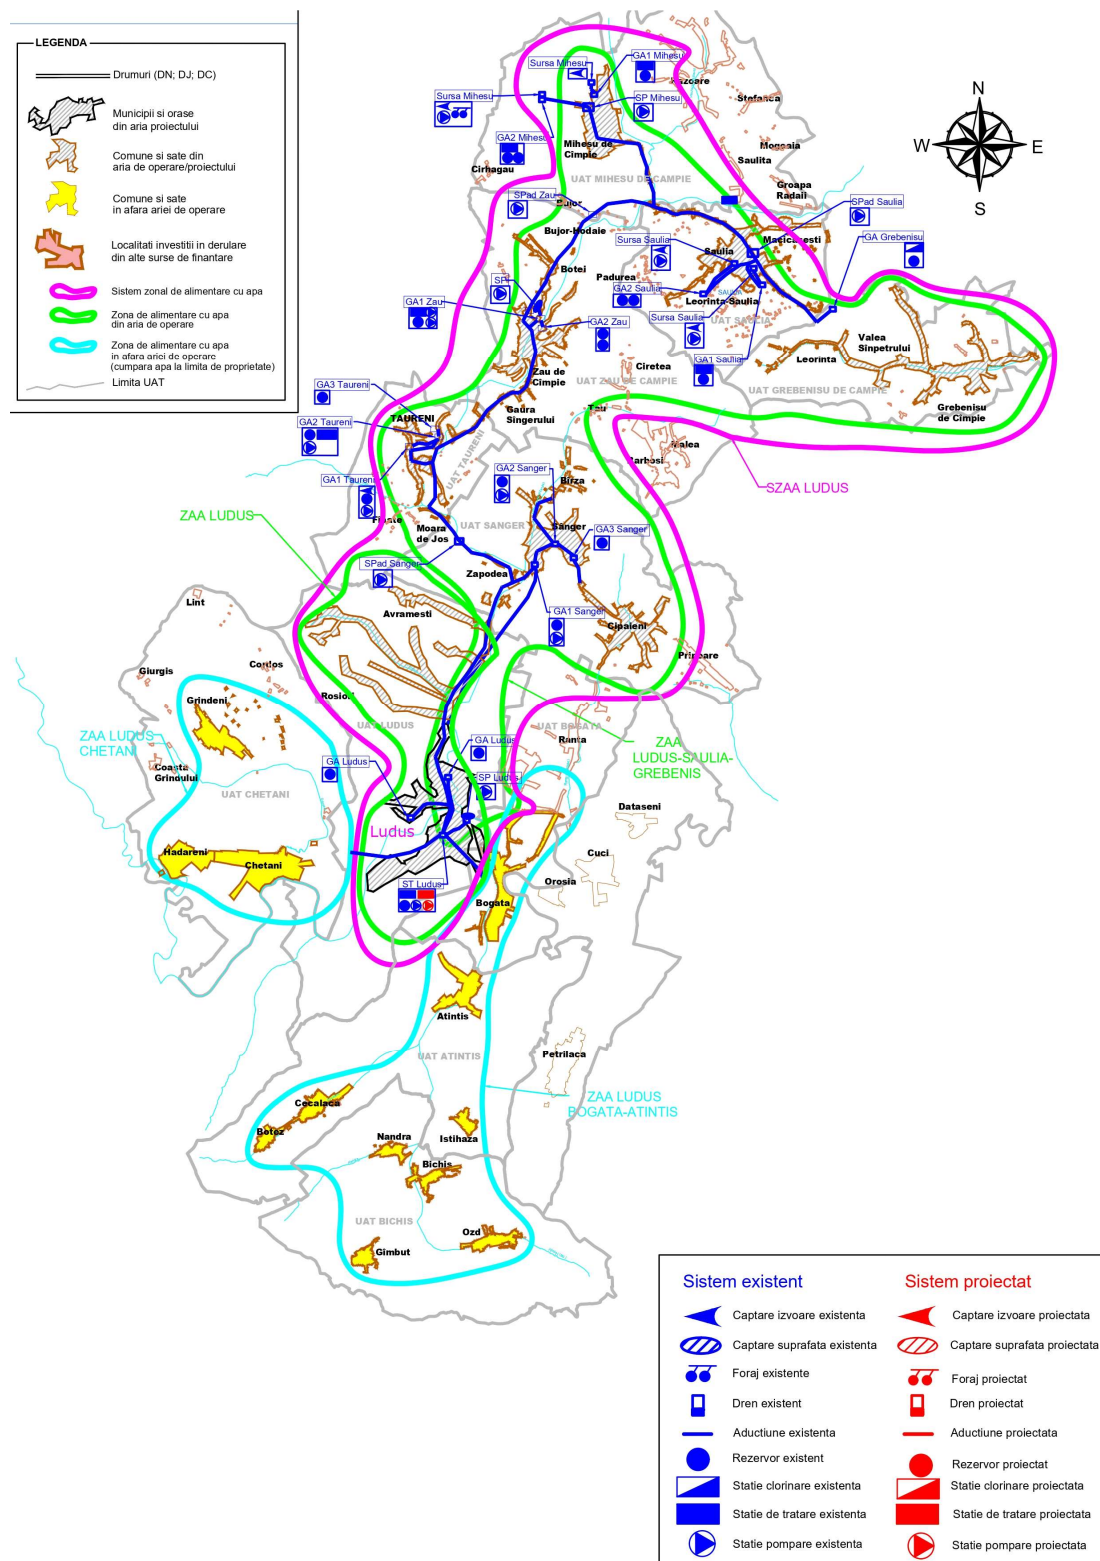 LEGENDA
Drumuri (DN; DJ; DC)
Municipii si orase
din aria proiectului
Comune si sate din
aria de operare/proiectului
Comune si sate
in afara ariei de operare
Localitati investitii in derulare
din alte surse de finantare
Sistem zonal de alimentare cu apa
Zona de alimentare cu apa
din aria de operare
Zona de alimentare cu apa
in afara ariei de operare
(cumpara apa la limita de proprietate)
Limita UAT
N
W
E
S
Sursa Mihesu
GA1 Mihesu
Sursa Mihesu
SP Mihesu
Stefanca
GA2 Mihesu
Mihesu de
Cimpie
Saulita
Cirhagau
UAT MIHESU DE CAMPIE
Groapa
Radaii
SPad Zau
SPad Saulia
Bujor-Hodaie
Sursa Saulia
Saulia
GA Grebenisu
Botei
Padurea
SP
GA2 Saulia
Leorinta-Saulia
SAULIA
GA1 Zau
Sursa Saulia
UAT SAULIA
GA2 Zau
Valea
Sinpetrului
Leorinta
GA1 Saulia
Ciretea
Zau de
Cimpie
UAT ZAU DE CAMPIE
UAT GREBENISU DE CAMPIE
GA3 Taureni
Gaura
Singerului
Grebenisu
de Cimpie
TAURENI
GA2 Taureni
UAT TAURENI
GA2 Sanger
GA1 Taureni
Birza
SZAA LUDUS
ZAA LUDUS
Moara
de Jos
UAT SANGER
Sanger
GA3 Sanger
SPad Sanger
Zapodea
Lint
Avramesti
GA1 Sanger
Cipaieni
Giurgis
Grindeni
UAT LUDUS
UAT BOGATA
Ranta
ZAA LUDUS
CHETANI
GA Ludus
GA Ludus
ZAA
LUDUS-SAULIA-
GREBENIS
Coasta
Grindului
SP Ludus
UAT CHETANI
Dataseni
Ludus
Hadareni
Chetani
Cuci
ST Ludus
Orosia
Bogata
Atintis
UAT ATINTIS
Petrilaca
ZAA LUDUS
BOGATA-ATINTIS
Cecalaca
Botez
Nandra
Istihaza
Bichis
UAT BICHIS
Ozd
Gimbut
Sistem existent
Sistem proiectat
Captare izvoare existenta
Captare izvoare proiectata
Captare suprafata existenta
Captare suprafata proiectata
Foraj existente
Foraj proiectat
Dren existent
Dren proiectat
Aductiune existenta
Aductiune proiectata
Rezervor existent
Rezervor proiectat
Statie clorinare existenta
Statie clorinare proiectata
Statie de tratare existenta
Statie de tratare proiectata
Statie pompare existenta
Statie pompare proiectata